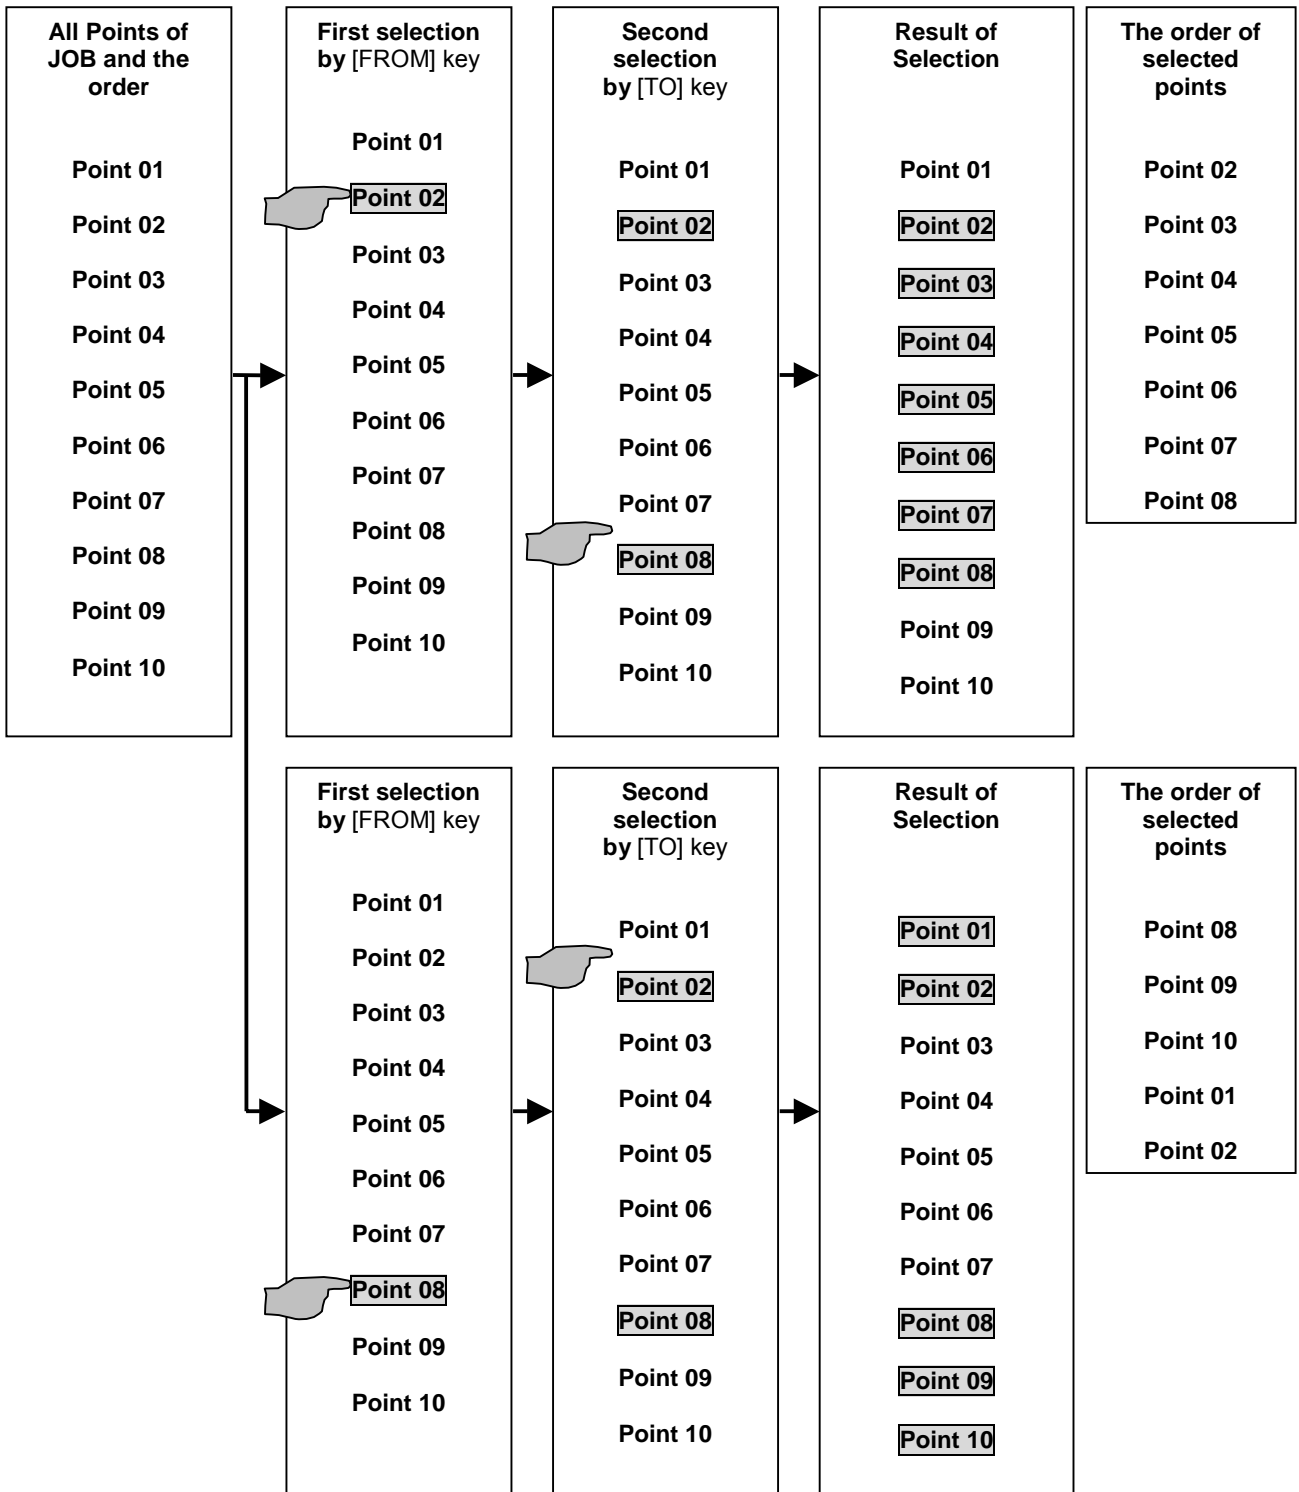 All Points of
JOB and the
order
Point 01
Point 02
Point 03
Point 04
Point 05
Point 06
Point 07
Point 08
Point 09
Point 10
First selection
by [FROM] key
Point 01
Point 02
Point 03
Point 04
Point 05
Point 06
Point 07
Point 08
Point 09
Point 10
Second
selection
by [TO] key
Point 01
Point 02
Point 03
Point 04
Point 05
Point 06
Point 07
Point 08
Point 09
Point 10
Result of
Selection
Point 01
Point 02
Point 03
Point 04
Point 05
Point 06
Point 07
Point 08
Point 09
Point 10
The order of
selected
points
Point 02
Point 03
Point 04
Point 05
Point 06
Point 07
Point 08
First selection
by [FROM] key
Point 01
Point 02
Point 03
Point 04
Point 05
Point 06
Point 07
Point 08
Point 09
Point 10
Second
selection
by [TO] key
Point 01
Point 02
Point 03
Point 04
Point 05
Point 06
Point 07
Point 08
Point 09
Point 10
Result of
Selection
Point 01
Point 02
Point 03
Point 04
Point 05
Point 06
Point 07
Point 08
Point 09
Point 10
The order of
selected
points
Point 08
Point 09
Point 10
Point 01
Point 02